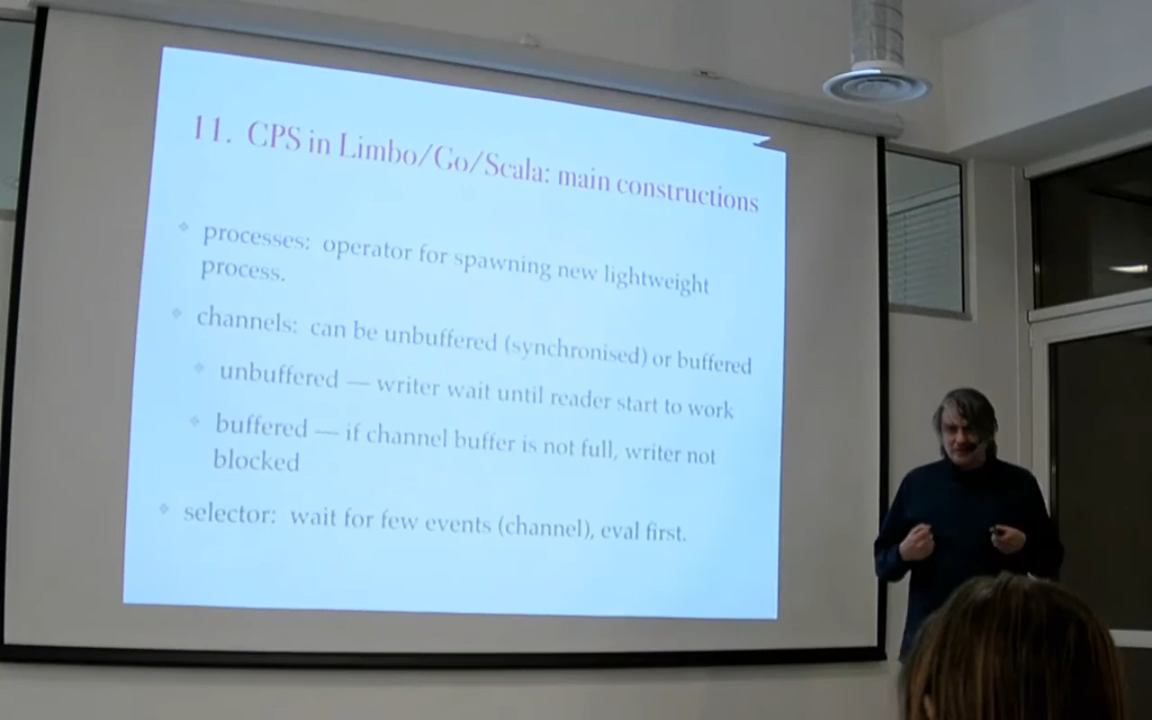 11. CPS in Limbo/Go/Scala: main constructions
processes: operator for spawning new lightweight
process.
channels: can be unbuffered (synchronised) or buffered
unbuffered — writer wait until reader start to work
buffered — if channel buffer is not full, writer not
blocked
selector: wait for few events (channel), eval first.